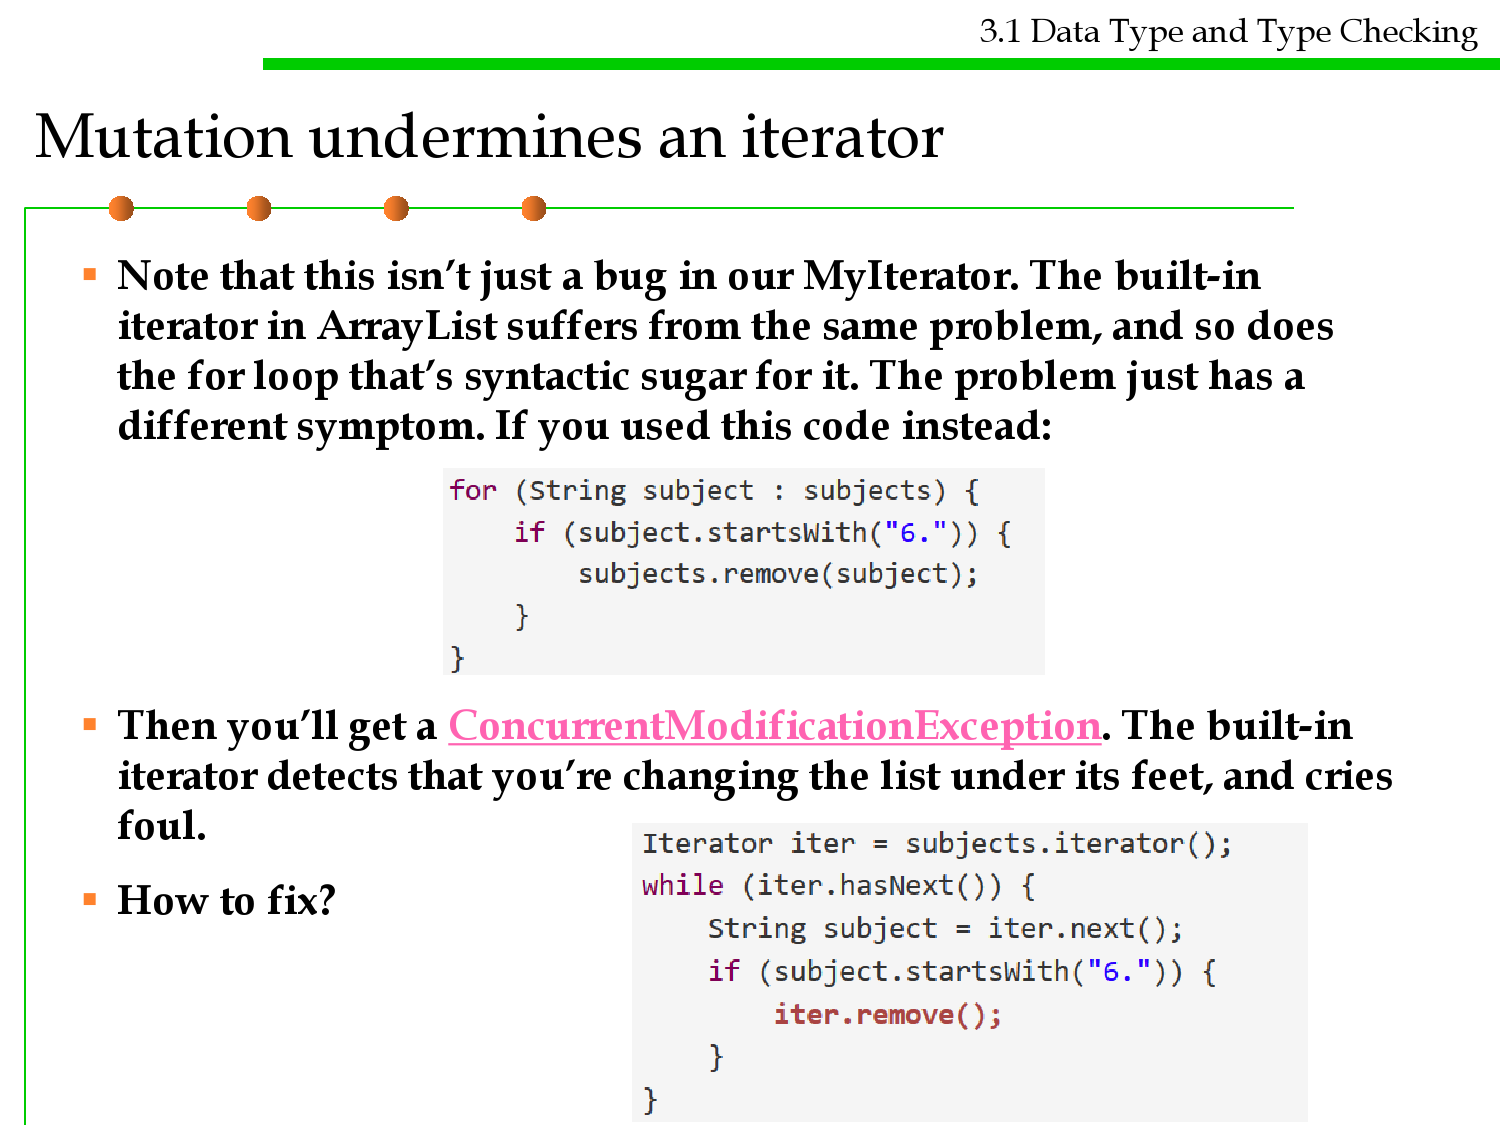 3.1 Data Type and Type Checking
Mutation undermines an iterator
▪ Note that this isn’t just a bug in our MyIterator. The built-in
iterator in ArrayList suffers from the same problem, and so does
the for loop that’s syntactic sugar for it. The problem just has a
different symptom. If you used this code instead:
for (String subject : subjects) {
    if (subject.startsWith("6.")) {
        subjects.remove(subject);
    }
}
▪ Then you’ll get a ConcurrentModificationException. The built-in
iterator detects that you’re changing the list under its feet, and cries
foul.
▪ How to fix?
Iterator iter = subjects.iterator();
while (iter.hasNext()) {
    String subject = iter.next();
    if (subject.startsWith("6.")) {
        iter.remove();
    }
}